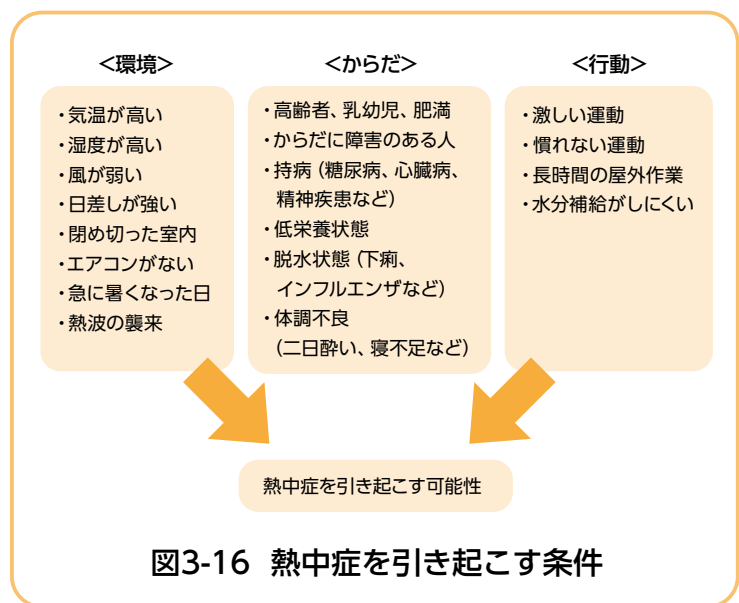 <環境>
・気温が高い
・湿度が高い
・風が弱い
・日差しが強い
・閉め切った室内
・エアコンがない
・急に暑くなった日
・熱波の襲来
<からだ>
・高齢者、乳幼児、肥満
・からだに障害のある人
・持病（糖尿病、心臓病、
精神疾患など）
・低栄養状態
・脱水状態（下痢、
インフルエンザなど）
・体調不良
（二日酔い、寝不足など）
<行動>
・激しい運動
・慣れない運動
・長時間の屋外作業
・水分補給がしにくい
熱中症を引き起こす可能性
図3-16 熱中症を引き起こす条件